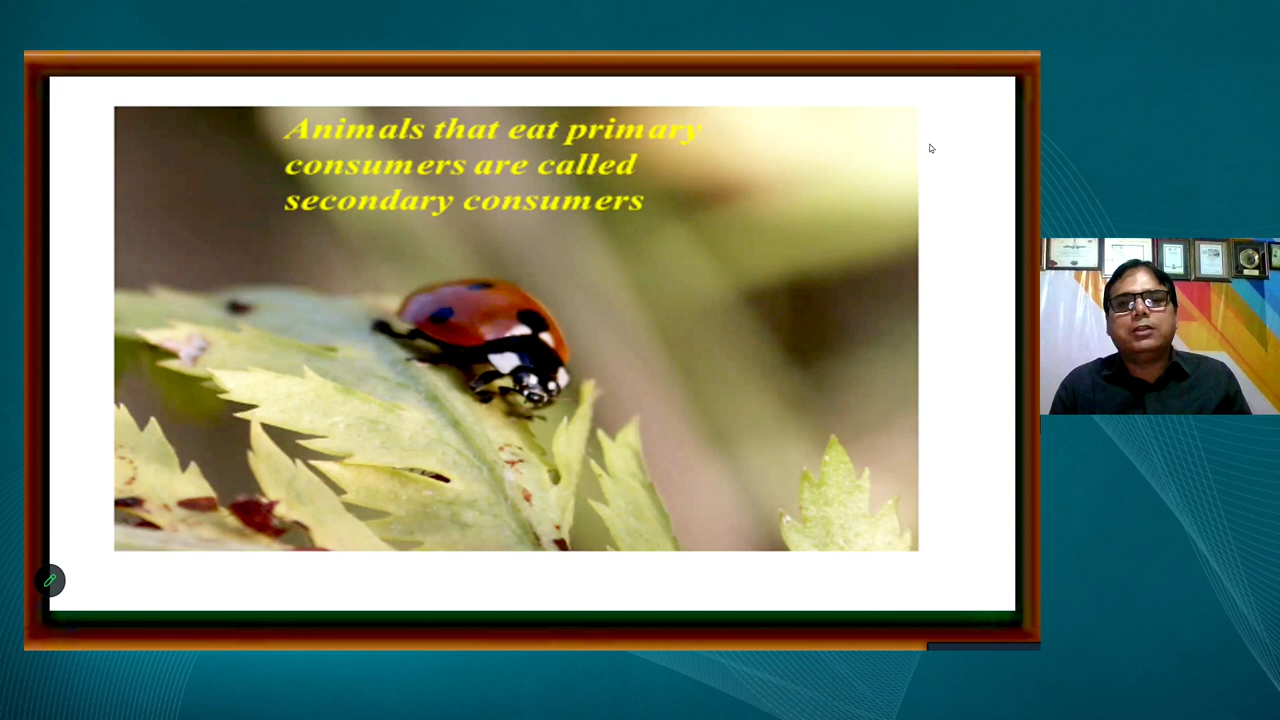 Animals that eat primary
consumers are called
secondary consumers